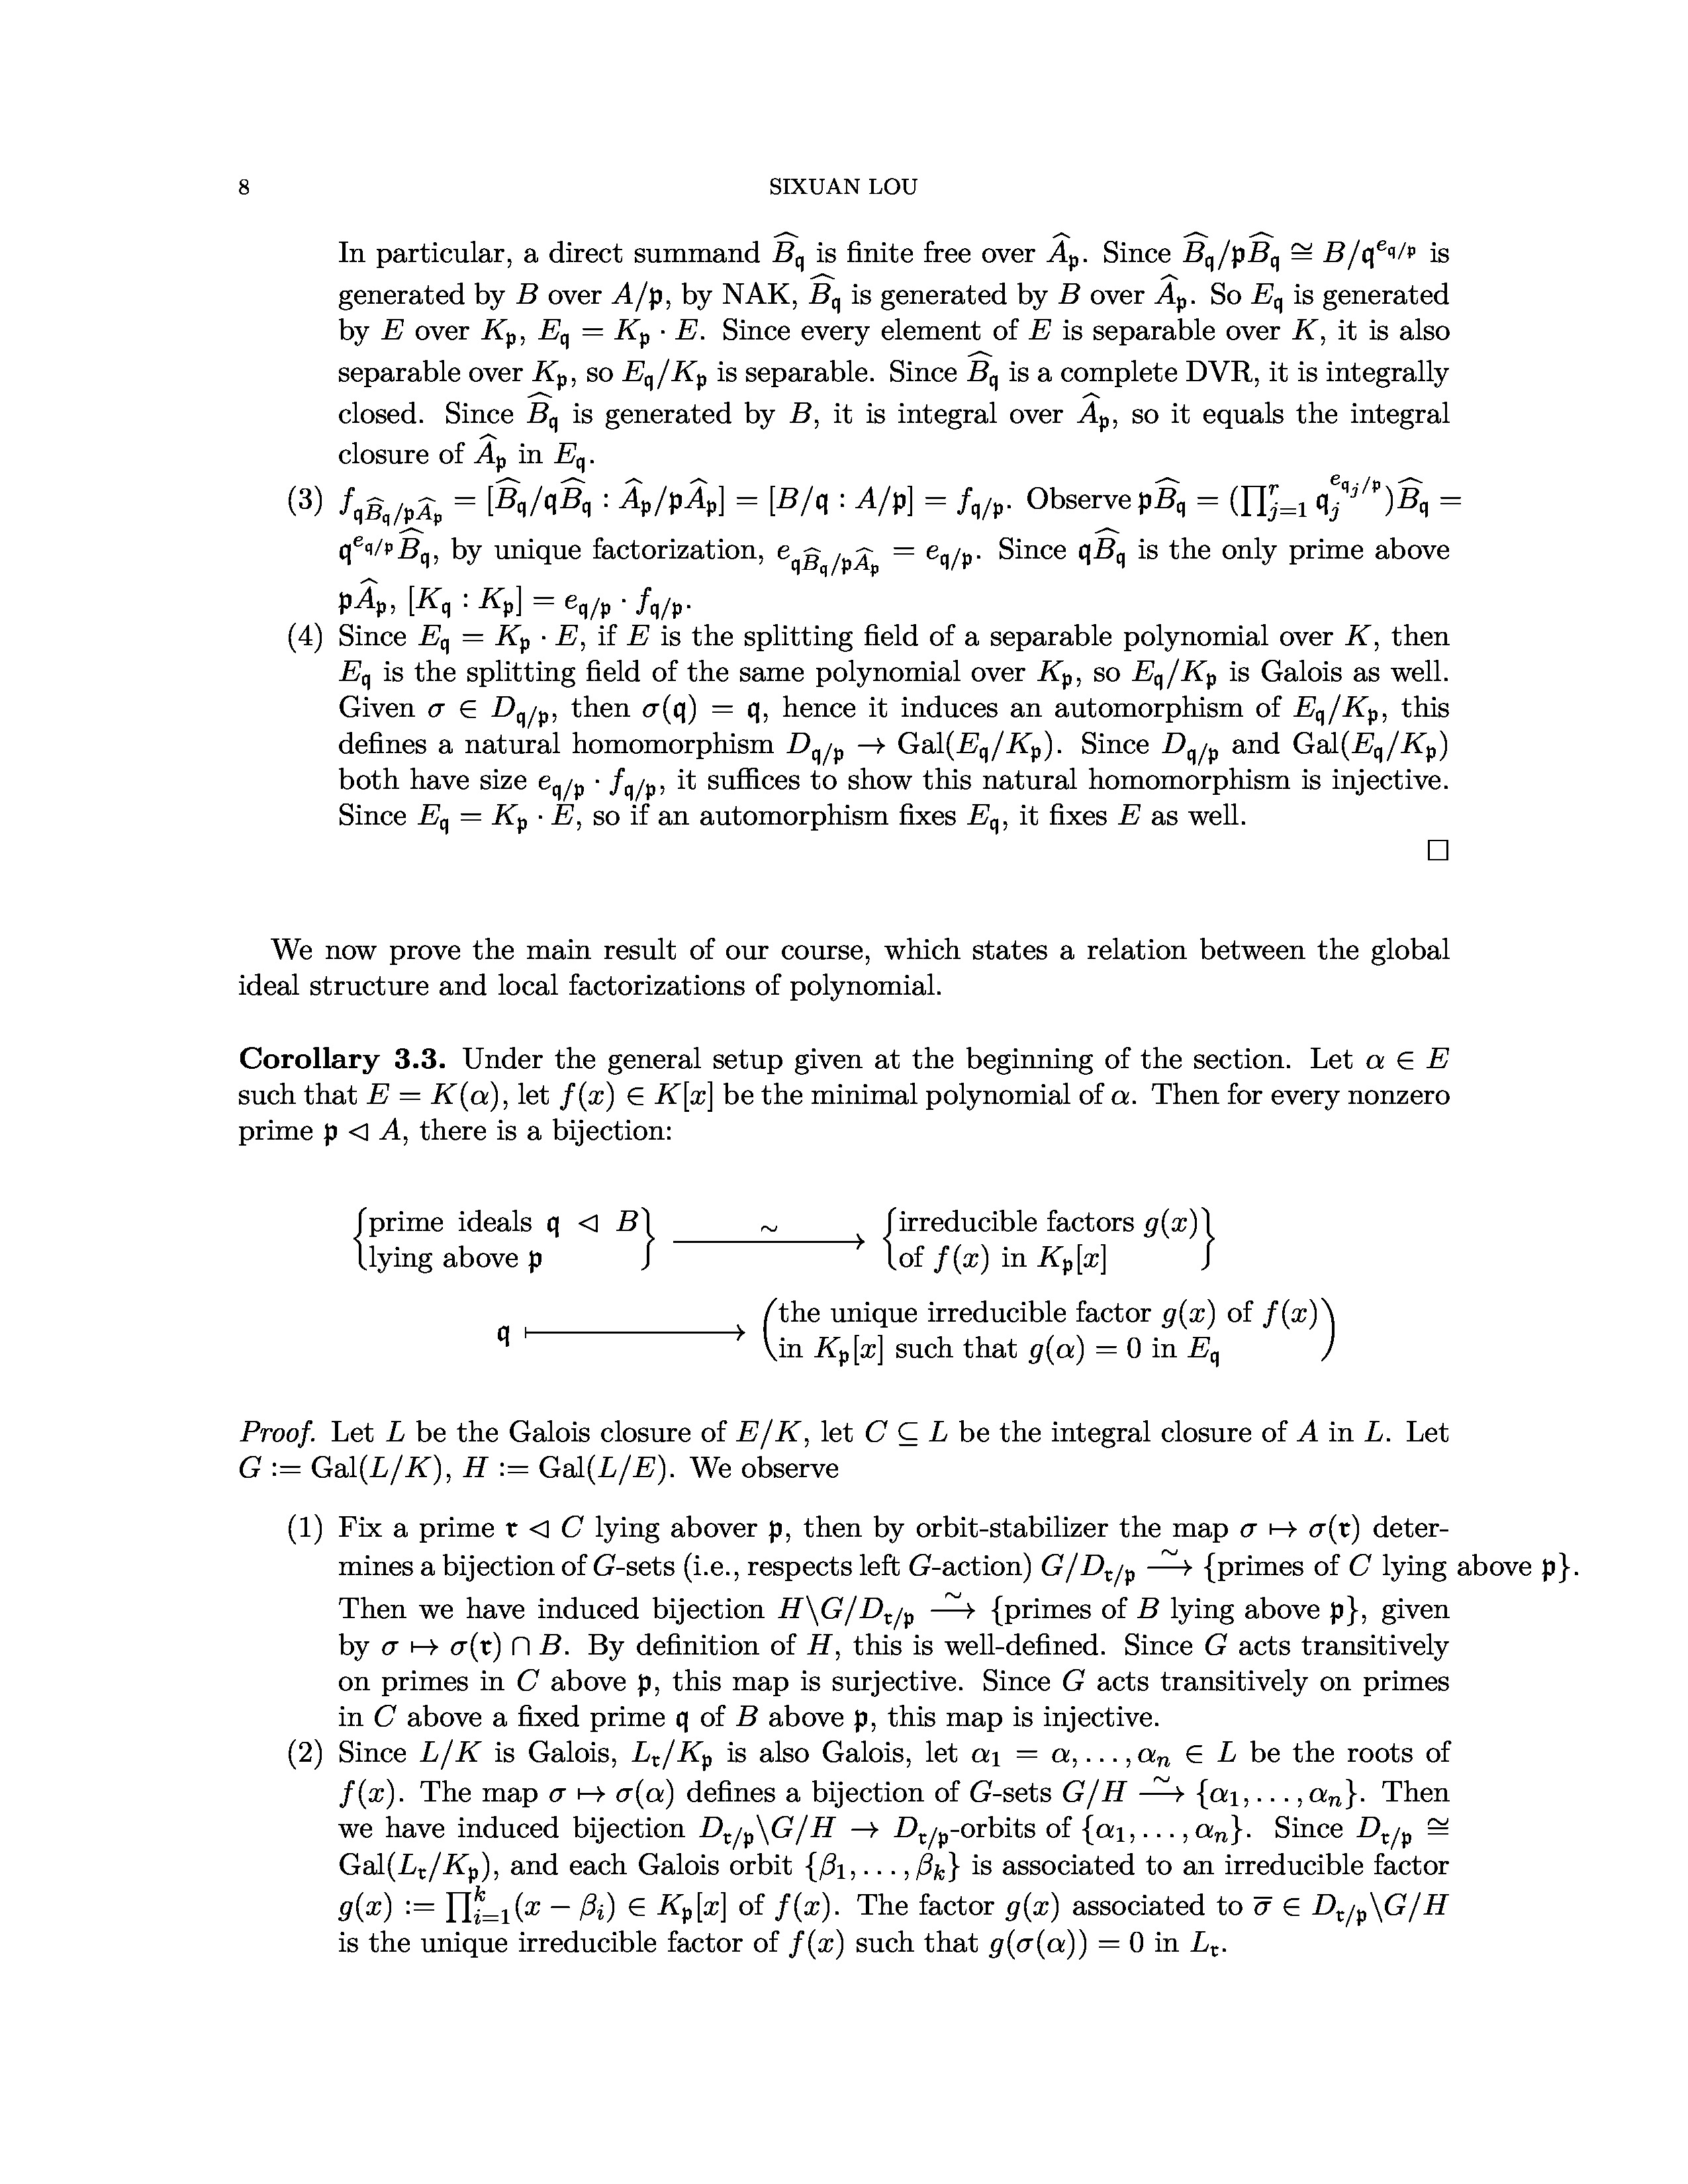 8 SIXUAN LOU
In particular, a direct summand $\widehat{B}_\mathfrak{q}$ is finite free over $\widehat{A}_\mathfrak{p}$. Since $\widehat{B}_\mathfrak{q}/\mathfrak{p}\widehat{B}_\mathfrak{q} \cong B/\mathfrak{q}^{e_{\mathfrak{q}/\mathfrak{p}}}$ is
generated by $B$ over $A/\mathfrak{p}$, by NAK, $\widehat{B}_\mathfrak{q}$ is generated by $B$ over $\widehat{A}_\mathfrak{p}$. So $E_\mathfrak{q}$ is generated
by $E$ over $K_\mathfrak{p}$, $E_\mathfrak{q} = K_\mathfrak{p} \cdot E$. Since every element of $E$ is separable over $K$, it is also
separable over $K_\mathfrak{p}$, so $E_\mathfrak{q}/K_\mathfrak{p}$ is separable. Since $\widehat{B}_\mathfrak{q}$ is a complete DVR, it is integrally
closed. Since $\widehat{B}_\mathfrak{q}$ is generated by $B$, it is integral over $\widehat{A}_\mathfrak{p}$, so it equals the integral
closure of $\widehat{A}_\mathfrak{p}$ in $E_\mathfrak{q}$.
(3) $f_{\mathfrak{q}\widehat{B}_\mathfrak{q}/\mathfrak{p}\widehat{A}_\mathfrak{p}} = [\widehat{B}_\mathfrak{q}/\mathfrak{q}\widehat{B}_\mathfrak{q} : \widehat{A}_\mathfrak{p}/\mathfrak{p}\widehat{A}_\mathfrak{p}] = [B/\mathfrak{q} : A/\mathfrak{p}] = f_{\mathfrak{q}/\mathfrak{p}}$. Observe $\mathfrak{p}\widehat{B}_\mathfrak{q} = (\prod_{j=1}^r \mathfrak{q}_j^{e_{\mathfrak{q}_j/\mathfrak{p}}})\widehat{B}_\mathfrak{q} =$
$\mathfrak{q}^{e_{\mathfrak{q}/\mathfrak{p}}}\widehat{B}_\mathfrak{q}$, by unique factorization, $e_{\mathfrak{q}\widehat{B}_\mathfrak{q}/\mathfrak{p}\widehat{A}_\mathfrak{p}} = e_{\mathfrak{q}/\mathfrak{p}}$. Since $\mathfrak{q}\widehat{B}_\mathfrak{q}$ is the only prime above
$\mathfrak{p}\widehat{A}_\mathfrak{p}$, $[K_\mathfrak{q} : K_\mathfrak{p}] = e_{\mathfrak{q}/\mathfrak{p}} \cdot f_{\mathfrak{q}/\mathfrak{p}}$.
(4) Since $E_\mathfrak{q} = K_\mathfrak{p} \cdot E$, if $E$ is the splitting field of a separable polynomial over $K$, then
$E_\mathfrak{q}$ is the splitting field of the same polynomial over $K_\mathfrak{p}$, so $E_\mathfrak{q}/K_\mathfrak{p}$ is Galois as well.
Given $\sigma \in D_{\mathfrak{q}/\mathfrak{p}}$, then $\sigma(\mathfrak{q}) = \mathfrak{q}$, hence it induces an automorphism of $E_\mathfrak{q}/K_\mathfrak{p}$, this
defines a natural homomorphism $D_{\mathfrak{q}/\mathfrak{p}} \to \mathrm{Gal}(E_\mathfrak{q}/K_\mathfrak{p})$. Since $D_{\mathfrak{q}/\mathfrak{p}}$ and $\mathrm{Gal}(E_\mathfrak{q}/K_\mathfrak{p})$
both have size $e_{\mathfrak{q}/\mathfrak{p}} \cdot f_{\mathfrak{q}/\mathfrak{p}}$, it suffices to show this natural homomorphism is injective.
Since $E_\mathfrak{q} = K_\mathfrak{p} \cdot E$, so if an automorphism fixes $E_\mathfrak{q}$, it fixes $E$ as well.
□
We now prove the main result of our course, which states a relation between the global
ideal structure and local factorizations of polynomial.
**Corollary 3.3.** Under the general setup given at the beginning of the section. Let $\alpha \in E$
such that $E = K(\alpha)$, let $f(x) \in K[x]$ be the minimal polynomial of $\alpha$. Then for every nonzero
prime $\mathfrak{p} \lhd A$, there is a bijection:
{prime ideals $\mathfrak{q} \lhd B$ lying above $\mathfrak{p}$} $\xrightarrow{\sim}$ {irreducible factors $g(x)$ of $f(x)$ in $K_\mathfrak{p}[x]$}
$\mathfrak{q} \longmapsto$ (the unique irreducible factor $g(x)$ of $f(x)$ in $K_\mathfrak{p}[x]$ such that $g(\alpha) = 0$ in $E_\mathfrak{q}$)
*Proof.* Let $L$ be the Galois closure of $E/K$, let $C \subseteq L$ be the integral closure of $A$ in $L$. Let
$G := \mathrm{Gal}(L/K)$, $H := \mathrm{Gal}(L/E)$. We observe
(1) Fix a prime $\mathfrak{r} \lhd C$ lying abover $\mathfrak{p}$, then by orbit-stabilizer the map $\sigma \mapsto \sigma(\mathfrak{r})$ deter-
mines a bijection of $G$-sets (i.e., respects left $G$-action) $G/D_{\mathfrak{r}/\mathfrak{p}} \xrightarrow{\sim}$ {primes of $C$ lying above $\mathfrak{p}$}.
Then we have induced bijection $H\backslash G/D_{\mathfrak{r}/\mathfrak{p}} \xrightarrow{\sim}$ {primes of $B$ lying above $\mathfrak{p}$}, given
by $\sigma \mapsto \sigma(\mathfrak{r}) \cap B$. By definition of $H$, this is well-defined. Since $G$ acts transitively
on primes in $C$ above $\mathfrak{p}$, this map is surjective. Since $G$ acts transitively on primes
in $C$ above a fixed prime $\mathfrak{q}$ of $B$ above $\mathfrak{p}$, this map is injective.
(2) Since $L/K$ is Galois, $L_\mathfrak{r}/K_\mathfrak{p}$ is also Galois, let $\alpha_1 = \alpha, \ldots, \alpha_n \in L$ be the roots of
$f(x)$. The map $\sigma \mapsto \sigma(\alpha)$ defines a bijection of $G$-sets $G/H \xrightarrow{\sim} \{\alpha_1, \ldots, \alpha_n\}$. Then
we have induced bijection $D_{\mathfrak{r}/\mathfrak{p}}\backslash G/H \to D_{\mathfrak{r}/\mathfrak{p}}$-orbits of $\{\alpha_1, \ldots, \alpha_n\}$. Since $D_{\mathfrak{r}/\mathfrak{p}} \cong$
$\mathrm{Gal}(L_\mathfrak{r}/K_\mathfrak{p})$, and each Galois orbit $\{\beta_1, \ldots, \beta_k\}$ is associated to an irreducible factor
$g(x) := \prod_{i=1}^k (x - \beta_i) \in K_\mathfrak{p}[x]$ of $f(x)$. The factor $g(x)$ associated to $\overline{\sigma} \in D_{\mathfrak{r}/\mathfrak{p}}\backslash G/H$
is the unique irreducible factor of $f(x)$ such that $g(\sigma(\alpha)) = 0$ in $L_\mathfrak{r}$.